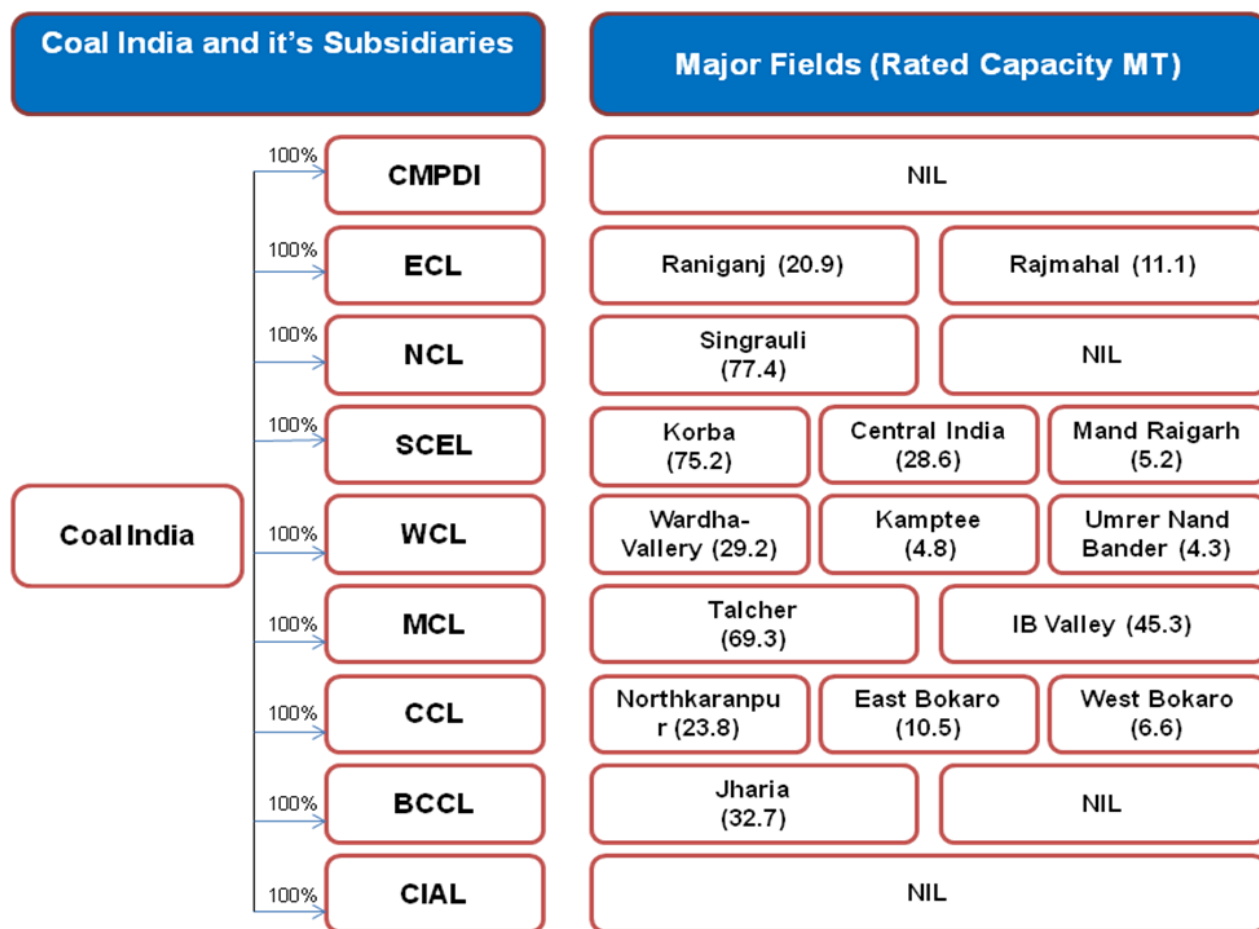 Coal India and it's Subsidiaries
Major Fields (Rated Capacity MT)
100%
CMPDI
NIL
100%
ECL
Raniganj (20.9)
Rajmahal (11.1)
100%
NCL
Singrauli
(77.4)
NIL
100%
SCEL
Korba
(75.2)
Central India
(28.6)
Mand Raigarh
(5.2)
Coal India
100%
WCL
Wardha-
Vallery (29.2)
Kamptee
(4.8)
Umrer Nand
Bander (4.3)
100%
MCL
Talcher
(69.3)
IB Valley (45.3)
100%
CCL
Northkaranpu
r (23.8)
East Bokaro
(10.5)
West Bokaro
(6.6)
100%
BCCL
Jharia
(32.7)
NIL
100%
CIAL
NIL